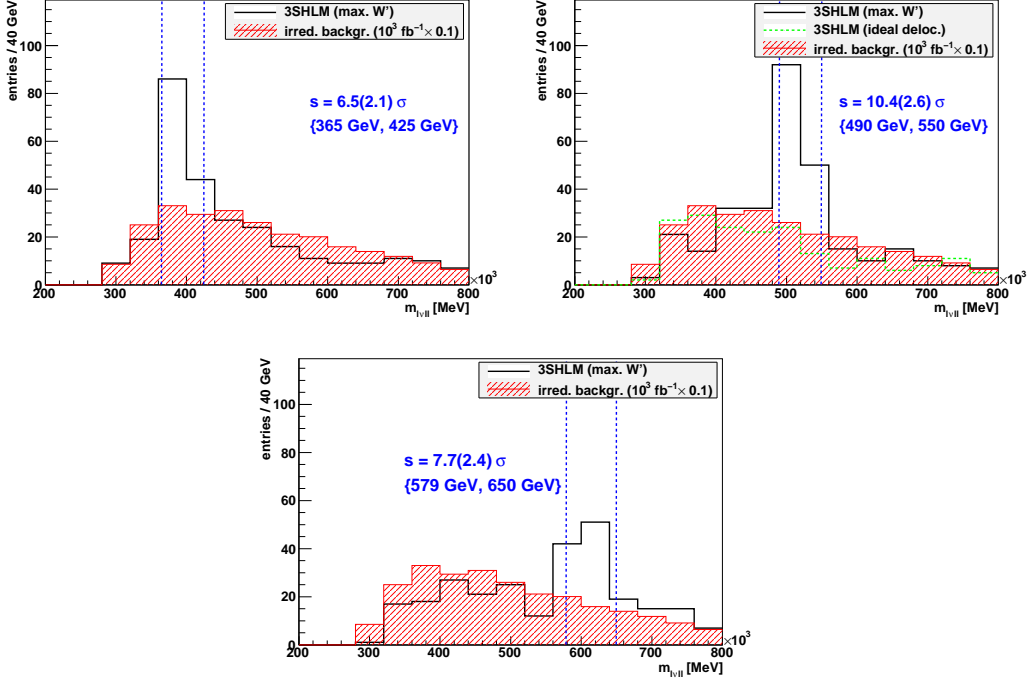 entries / 40 GeV
100
80
60
40
20
0
3SHLM (max. W')
irred. backgr. (10³ fb⁻¹× 0.1)
s = 6.5(2.1) σ
{365 GeV, 425 GeV}
200 300 400 500 600 700 800
×10³
m_lνll [MeV]
entries / 40 GeV
100
80
60
40
20
0
3SHLM (max. W')
3SHLM (ideal deloc.)
irred. backgr. (10³ fb⁻¹× 0.1)
s = 10.4(2.6) σ
{490 GeV, 550 GeV}
200 300 400 500 600 700 800
×10³
m_lνll [MeV]
entries / 40 GeV
100
80
60
40
20
0
3SHLM (max. W')
irred. backgr. (10³ fb⁻¹× 0.1)
s = 7.7(2.4) σ
{579 GeV, 650 GeV}
200 300 400 500 600 700 800
×10³
m_lνll [MeV]